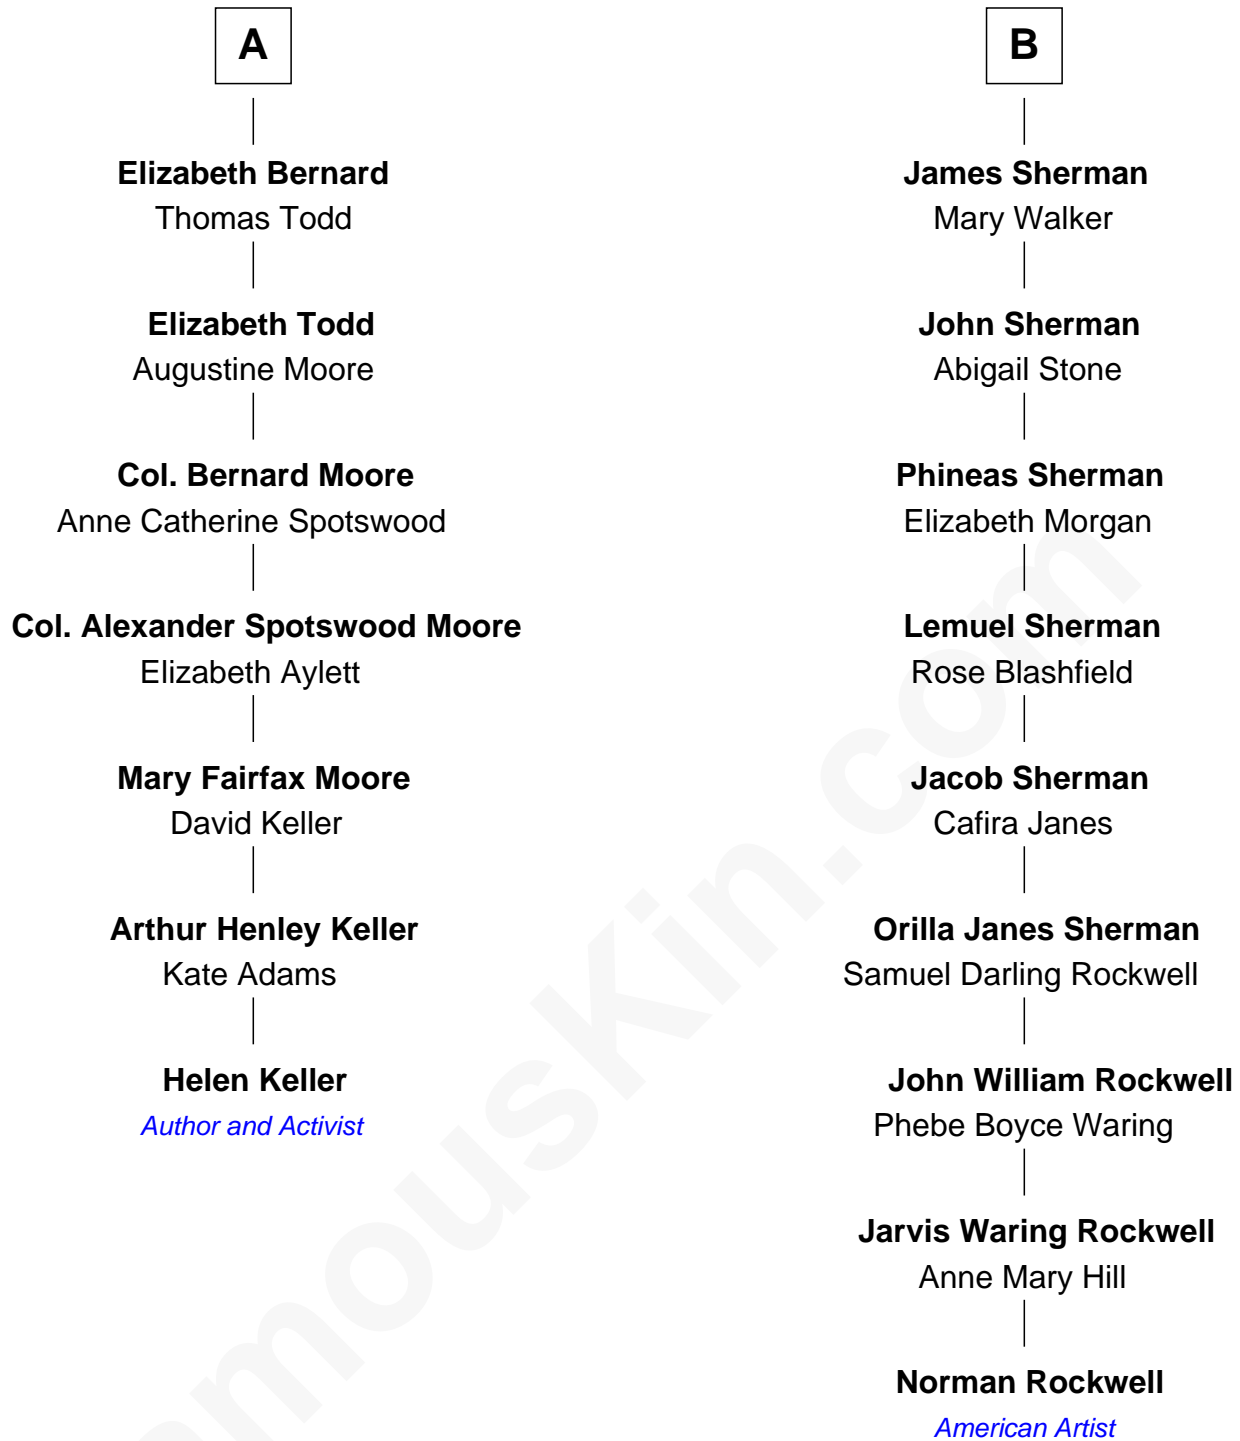 A
Elizabeth Bernard
Thomas Todd
Elizabeth Todd
Augustine Moore
Col. Bernard Moore
Anne Catherine Spotswood
Col. Alexander Spotswood Moore
Elizabeth Aylett
Mary Fairfax Moore
David Keller
Arthur Henley Keller
Kate Adams
Helen Keller
Author and Activist
B
James Sherman
Mary Walker
John Sherman
Abigail Stone
Phineas Sherman
Elizabeth Morgan
Lemuel Sherman
Rose Blashfield
Jacob Sherman
Cafira Janes
Orilla Janes Sherman
Samuel Darling Rockwell
John William Rockwell
Phebe Boyce Waring
Jarvis Waring Rockwell
Anne Mary Hill
Norman Rockwell
American Artist
amouskin.com